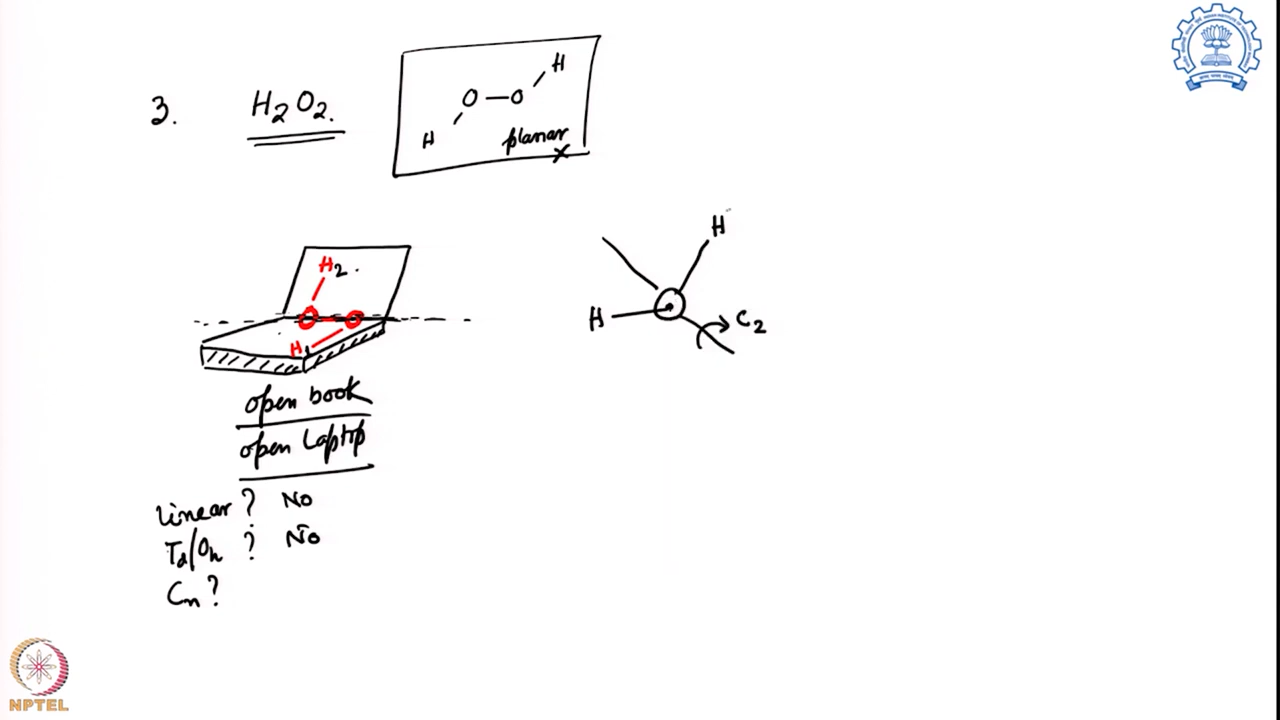 3. H2O2.
H
O—O
H
planar
×
H2
O O
H1
H
H
C2
open book
open Laptop
Linear ? No
Td/Oh ? No
Cn ?
NPTEL